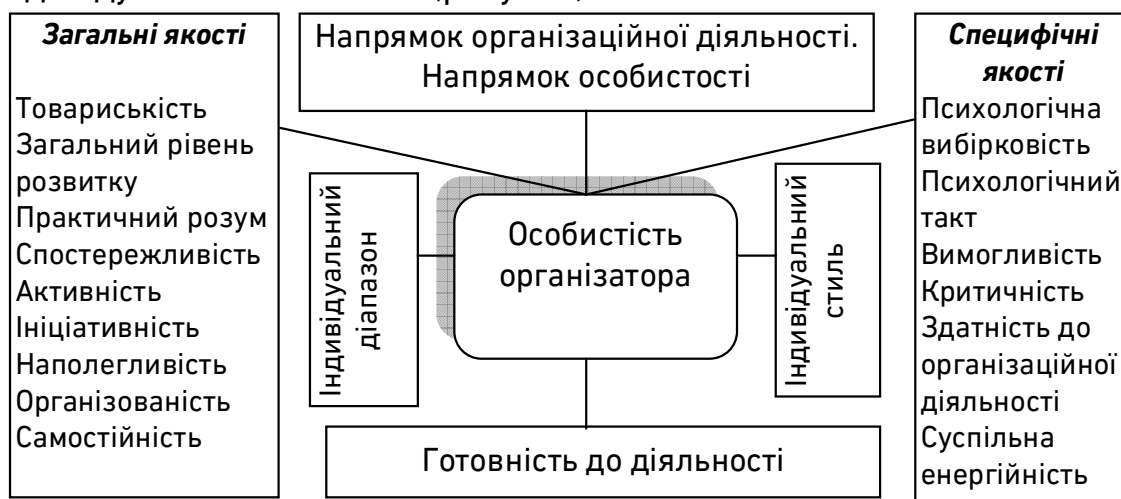 Загальні якості
Товариськість
Загальний рівень
розвитку
Практичний розум
Спостережливість
Активність
Ініціативність
Наполегливість
Організованість
Самостійність
Напрямок організаційної діяльності.
Напрямок особистості
Індивідуальний
діапазон
Особистість
організатора
Індивідуальний
стиль
Готовність до діяльності
Специфічні
якості
Психологічна
вибірковість
Психологічний
такт
Вимогливість
Критичність
Здатність до
організаційної
діяльності
Суспільна
енергійність